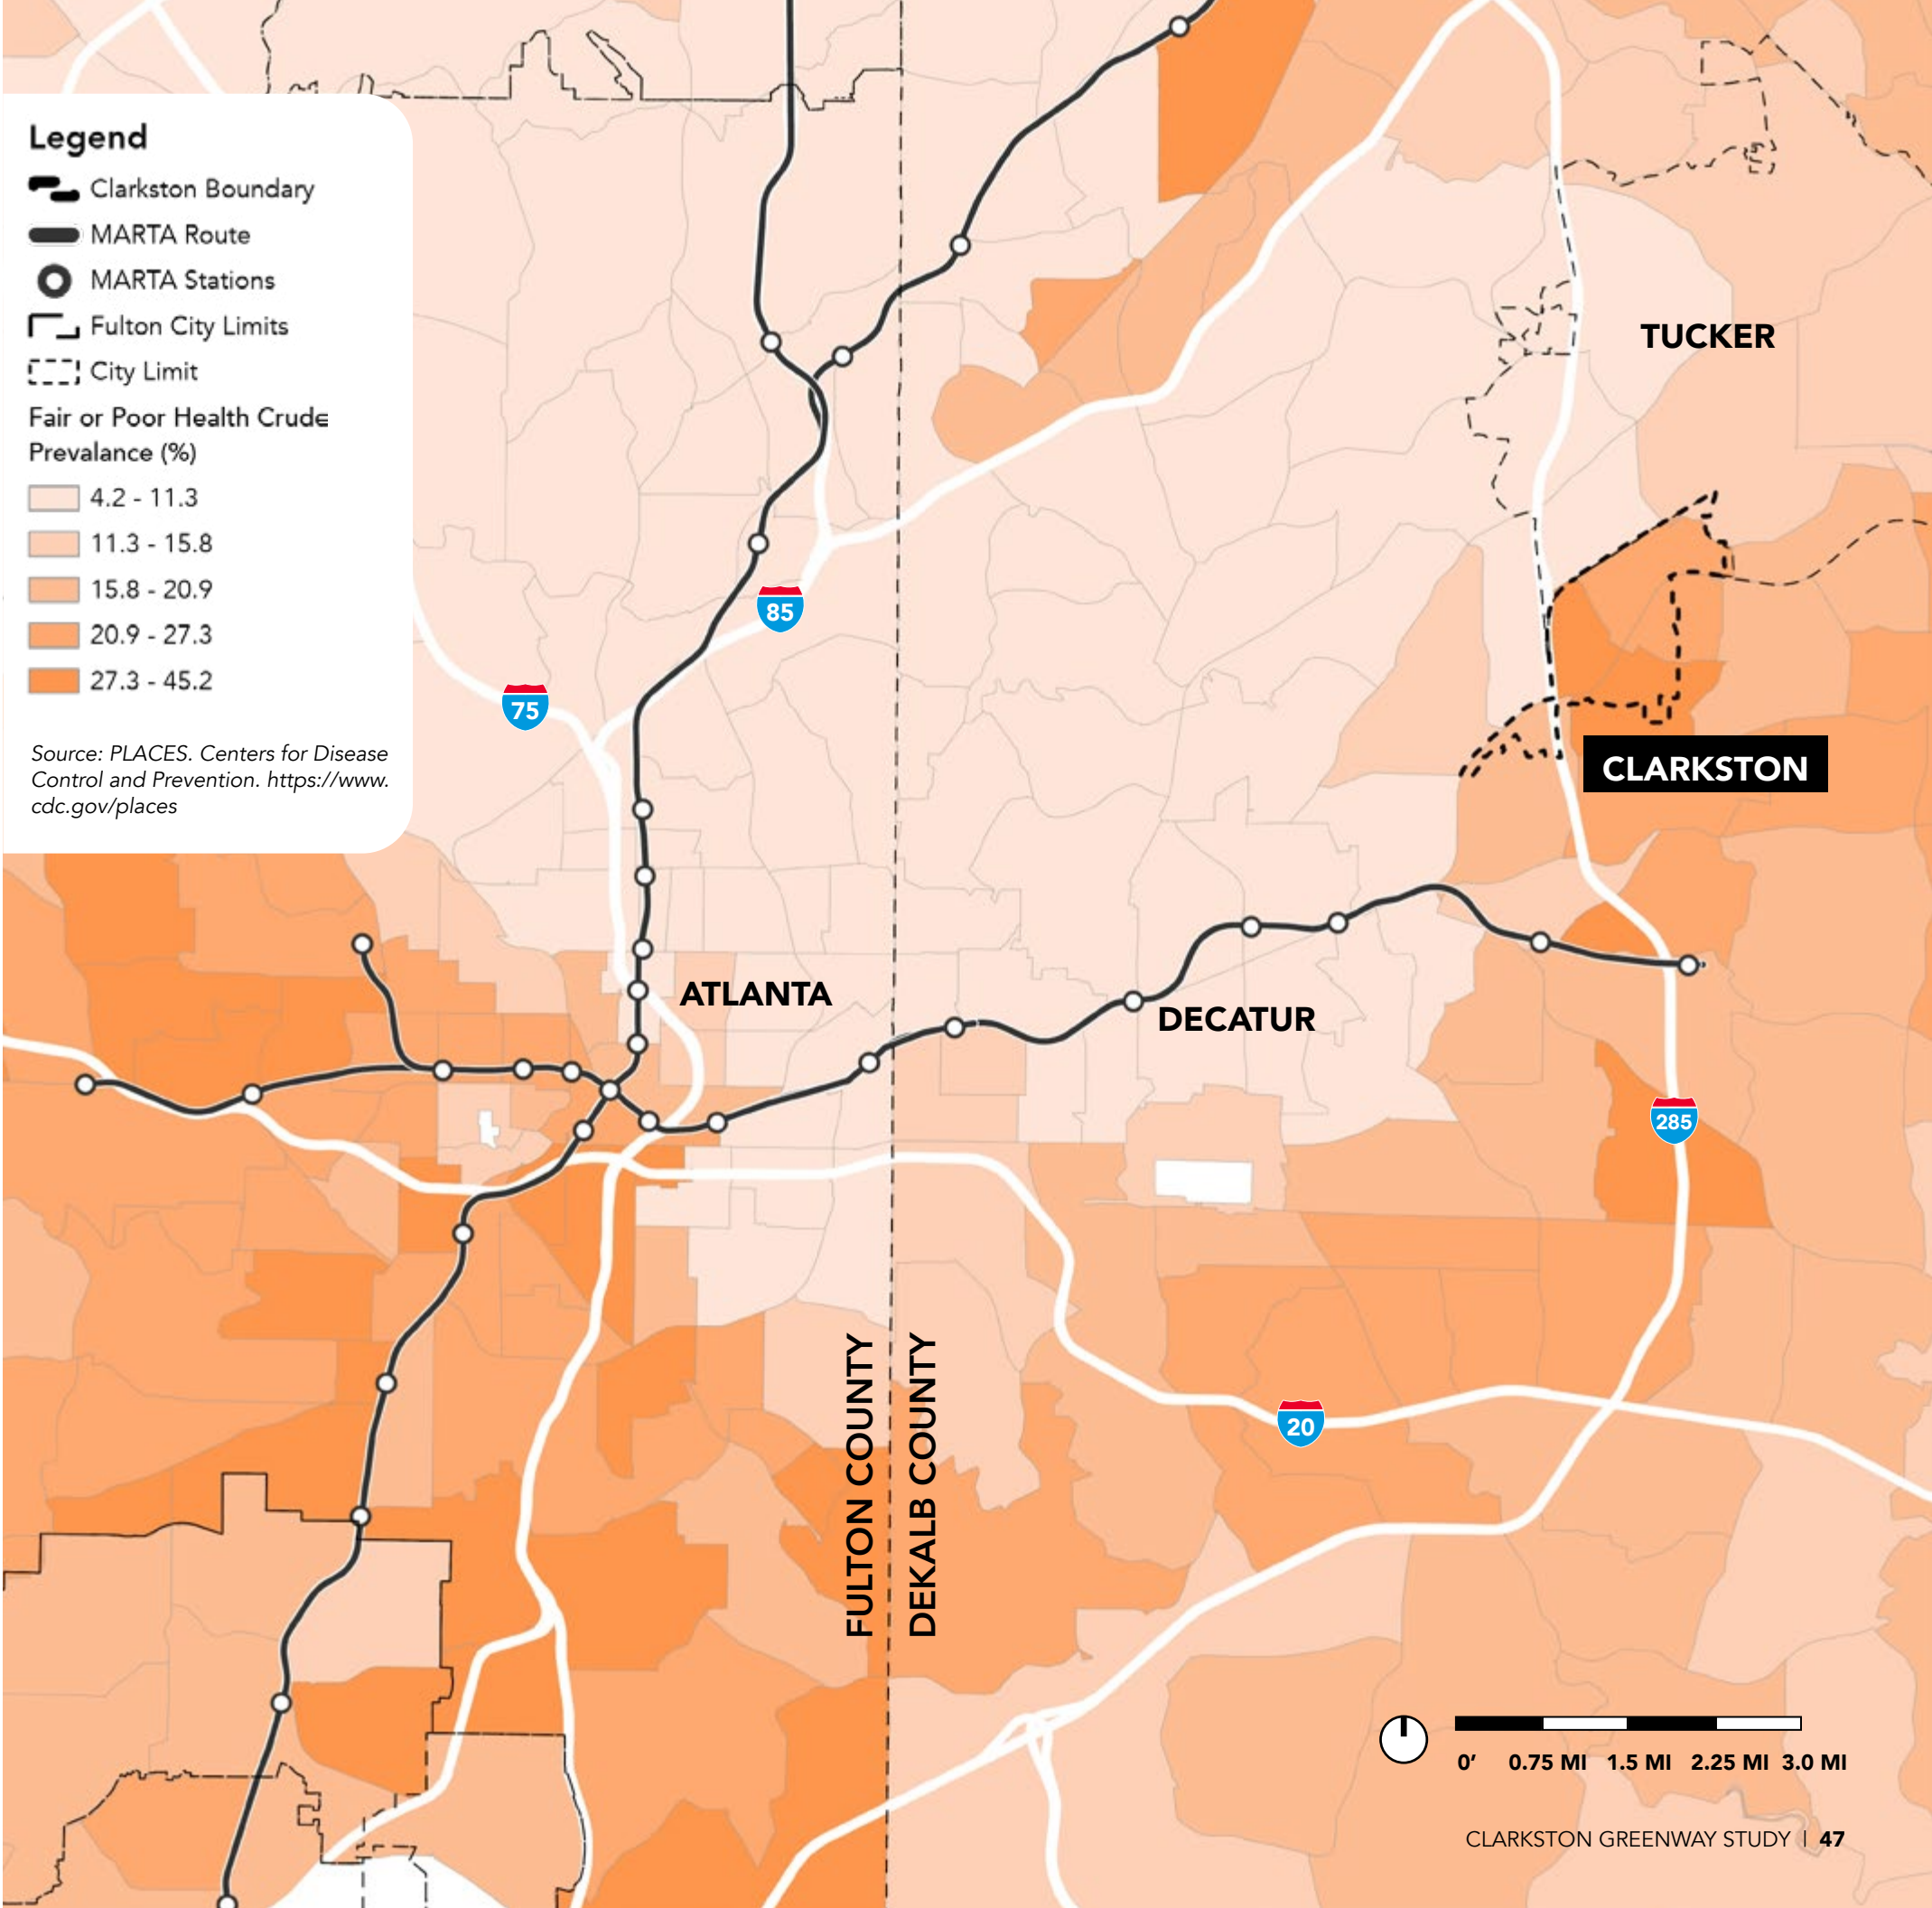 Legend
Clarkston Boundary
MARTA Route
MARTA Stations
Fulton City Limits
City Limit
Fair or Poor Health Crude
Prevalance (%)
4.2 - 11.3
11.3 - 15.8
15.8 - 20.9
20.9 - 27.3
27.3 - 45.2
Source: PLACES. Centers for Disease
Control and Prevention. https://www.
cdc.gov/places
TUCKER
85
75
CLARKSTON
ATLANTA
DECATUR
285
FULTON COUNTY
DEKALB COUNTY
20
0' 0.75 MI 1.5 MI 2.25 MI 3.0 MI
CLARKSTON GREENWAY STUDY | 47